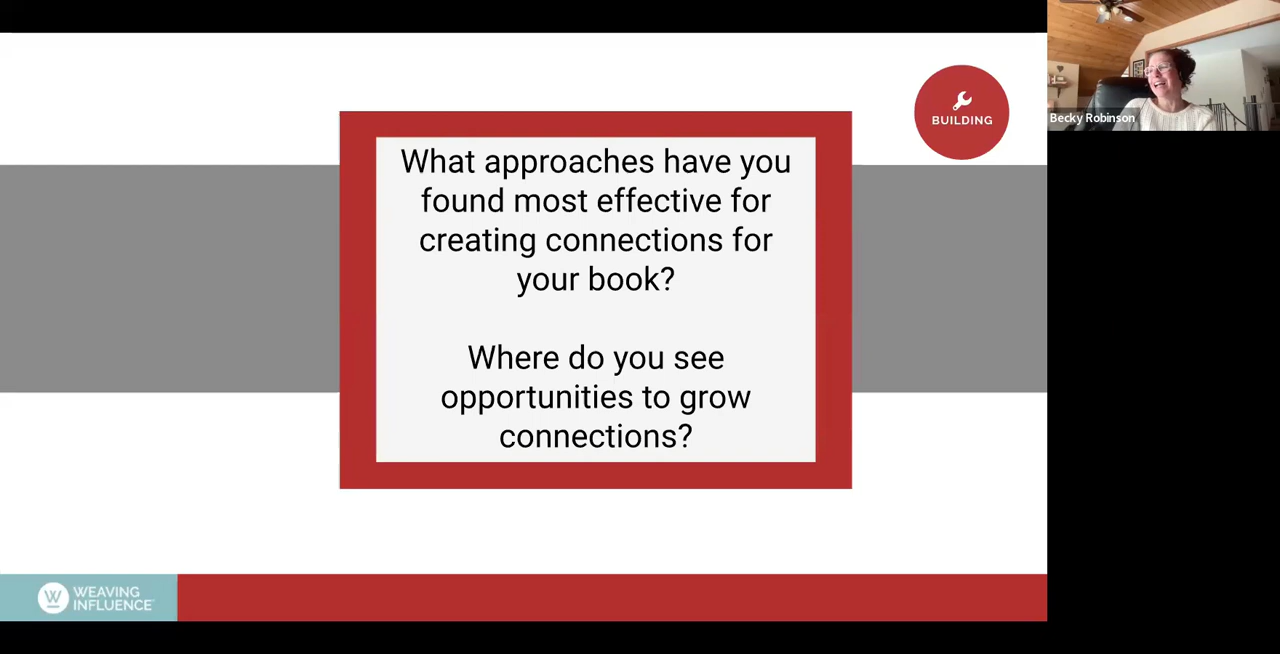 BUILDING
Becky Robinson
What approaches have you
found most effective for
creating connections for
your book?
Where do you see
opportunities to grow
connections?
W
WEAVING
INFLUENCE